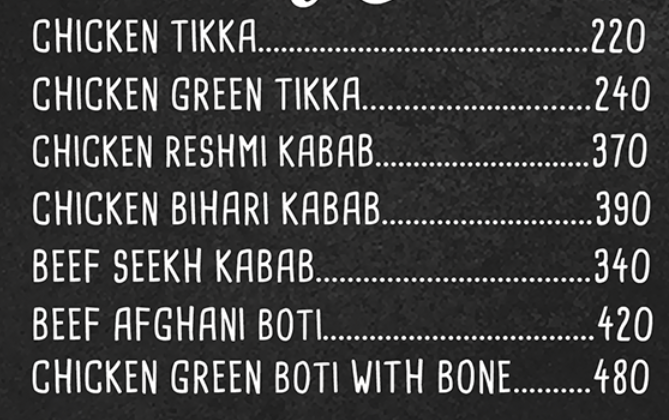 CHICKEN TIKKA.....................................220
CHICKEN GREEN TIKKA..........................240
CHICKEN RESHMI KABAB........................370
CHICKEN BIHARI KABAB........................390
BEEF SEEKH KABAB...............................340
BEEF AFGHANI BOTI..............................420
CHICKEN GREEN BOTI WITH BONE.........480